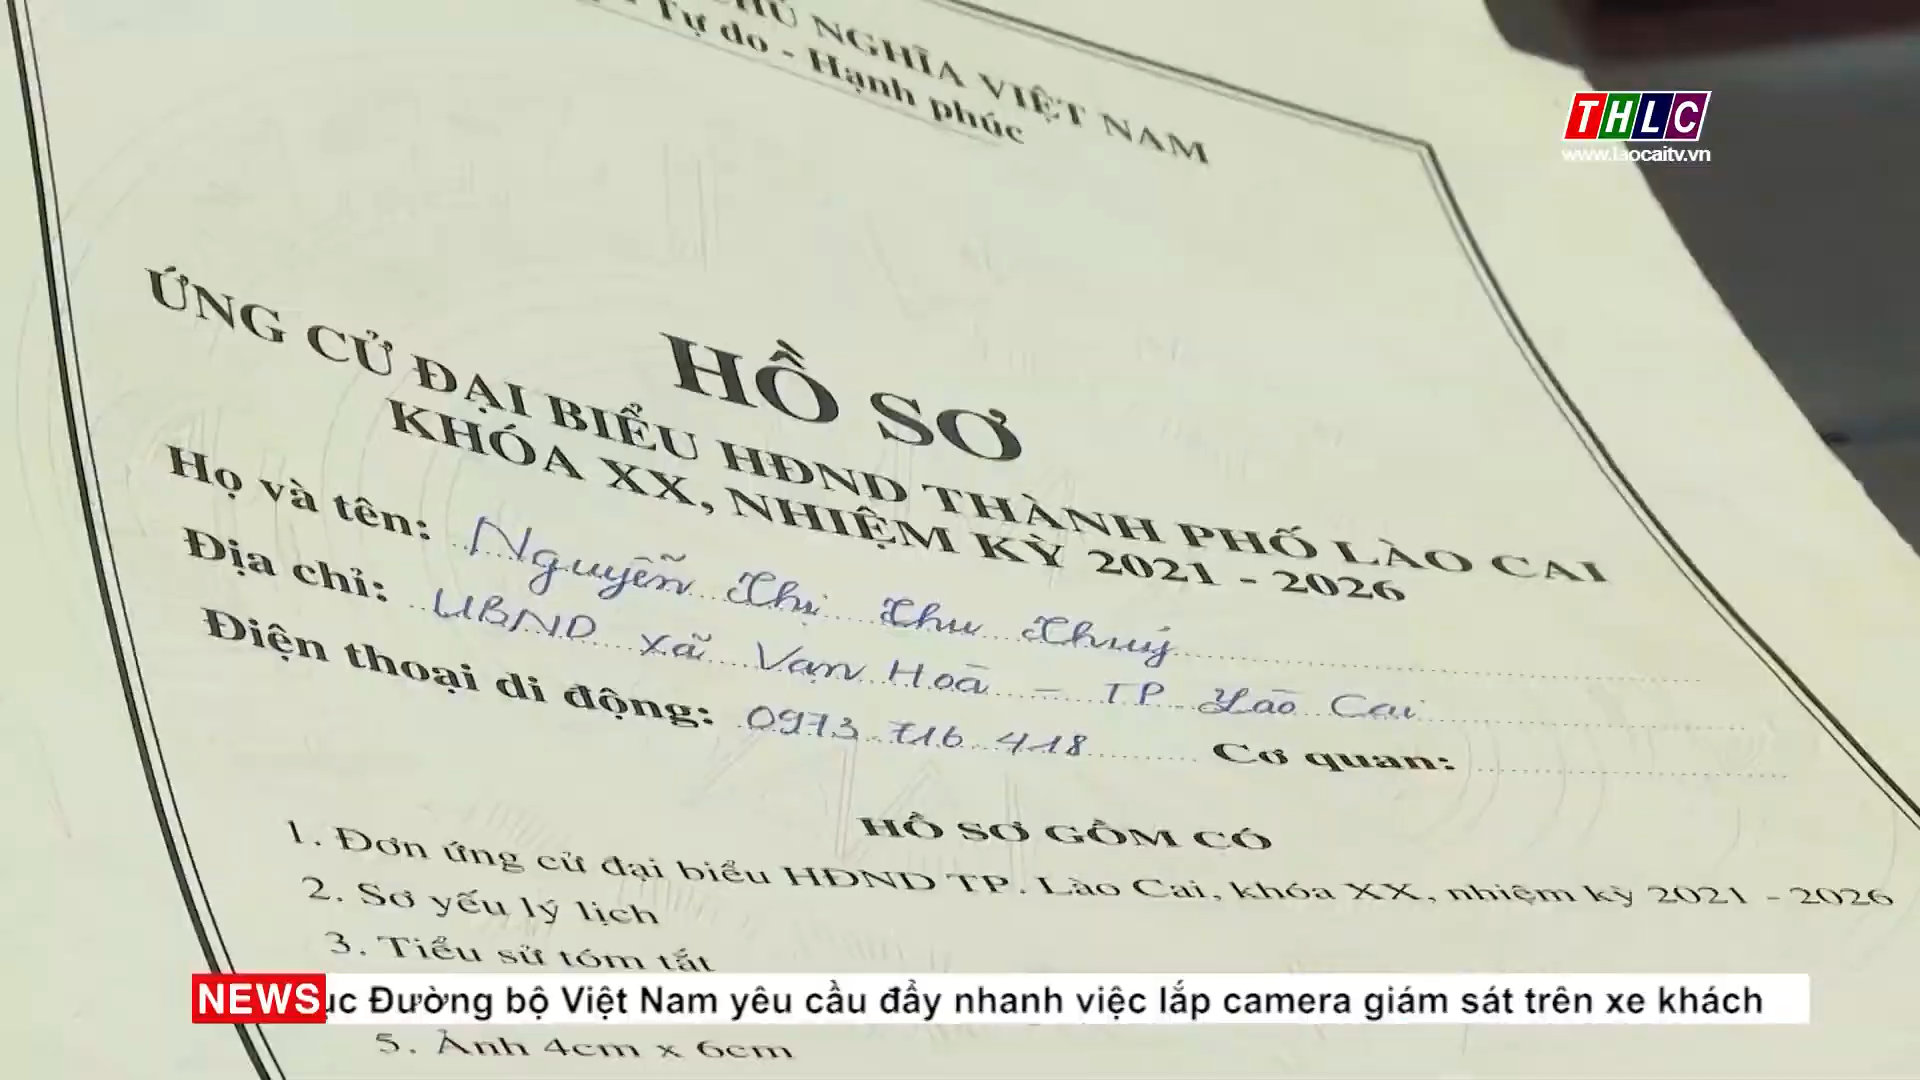 CHỦ NGHĨA VIỆT NAM
Tự do - Hạnh phúc
THLC
www.laocaitv.vn
HỒ SƠ
ỨNG CỬ ĐẠI BIỂU HĐND THÀNH PHỐ LÀO CAI
KHÓA XX, NHIỆM KỲ 2021 - 2026
Họ và tên: Nguyễn Thị Thu Thuỷ
Địa chỉ: UBND xã Vạn Hoà - TP Lào Cai
Điện thoại di động: 0973 716 418 Cơ quan:
HỒ SƠ GỒM CÓ
1. Đơn ứng cử đại biểu HĐND TP. Lào Cai, khóa XX, nhiệm kỳ 2021 - 2026
2. Sơ yếu lý lịch
3. Tiểu sử tóm tắt
NEWS Đường bộ Việt Nam yêu cầu đẩy nhanh việc lắp camera giám sát trên xe khách
5. Ảnh 4cm x 6cm